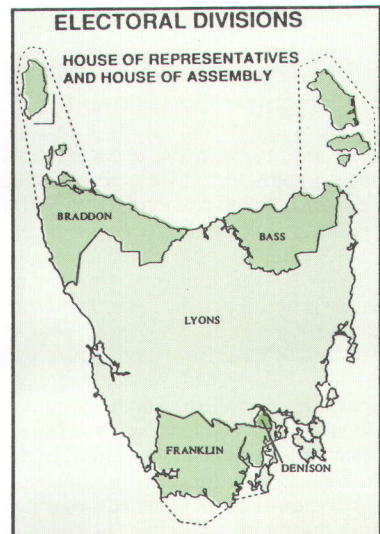 ELECTORAL DIVISIONS
HOUSE OF REPRESENTATIVES
AND HOUSE OF ASSEMBLY
BRADDON
BASS
LYONS
FRANKLIN
DENISON